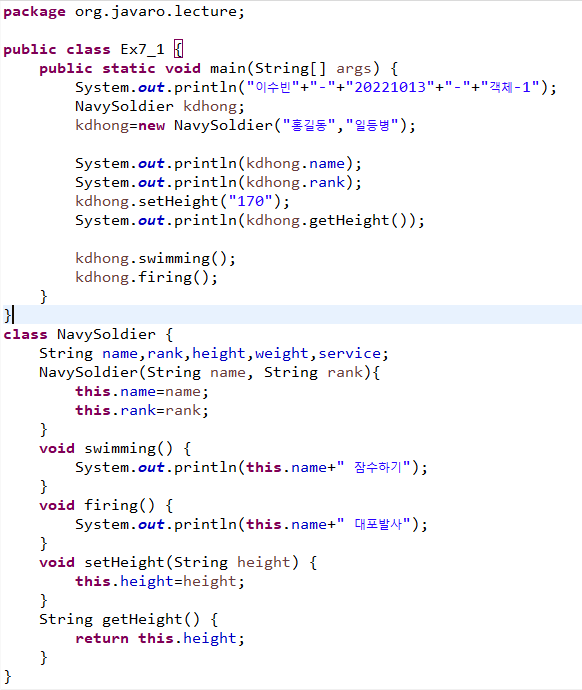 package org.javaro.lecture;
public class Ex7_1 {
public static void main(String[] args) {
System.out.println("이수빈"+"-"+"20221013"+"-"+"객체-1");
NavySoldier kdhong;
kdhong=new NavySoldier("홍길동","일등병");
System.out.println(kdhong.name);
System.out.println(kdhong.rank);
kdhong.setHeight("170");
System.out.println(kdhong.getHeight());
kdhong.swimming();
kdhong.firing();
}
}
class NavySoldier {
String name,rank,height,weight,service;
NavySoldier(String name, String rank){
this.name=name;
this.rank=rank;
}
void swimming() {
System.out.println(this.name+" 잠수하기");
}
void firing() {
System.out.println(this.name+" 대포발사");
}
void setHeight(String height) {
this.height=height;
}
String getHeight() {
return this.height;
}
}